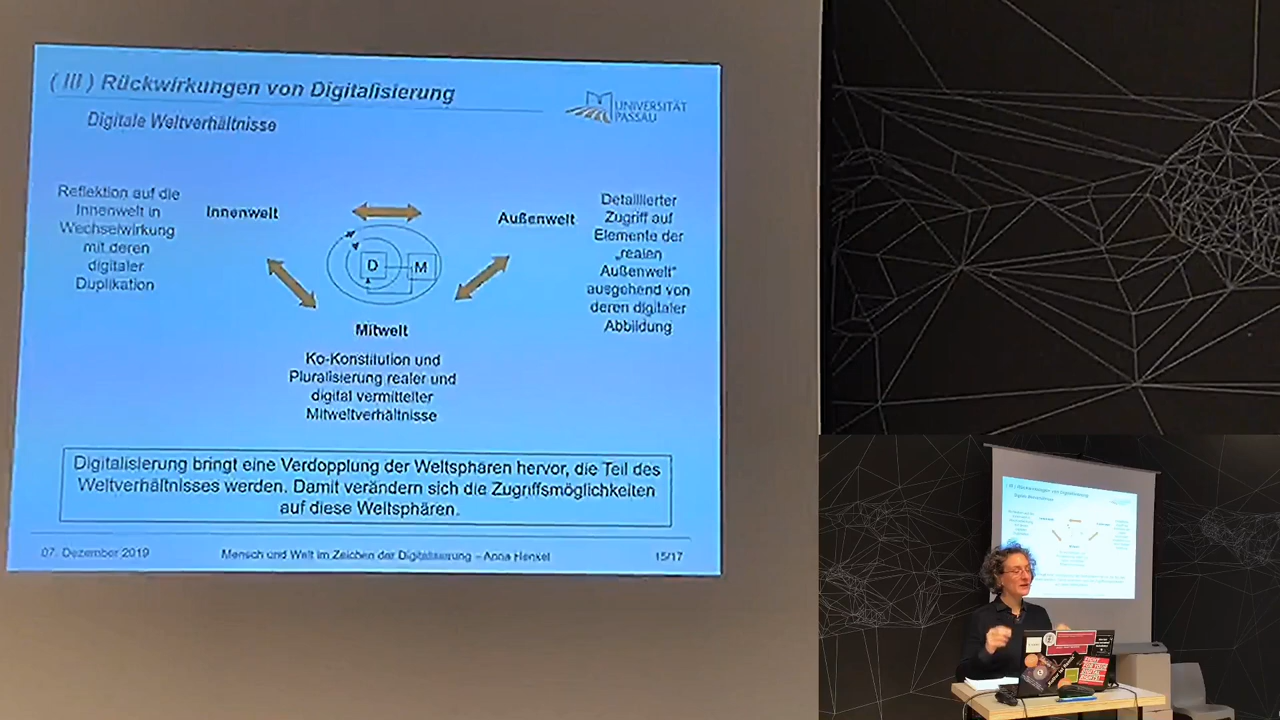 ( III ) Rückwirkungen von Digitalisierung
UNIVERSITÄT
PASSAU
Digitale Weltverhältnisse
Reflektion auf die
Innenwelt in
Wechselwirkung
mit deren
digitaler
Duplikation
Innenwelt
Außenwelt
Detaillierter
Zugriff auf
Elemente der
„realen
Außenwelt“
ausgehend von
deren digitaler
Abbildung
D
M
Mitwelt
Ko-Konstitution und
Pluralisierung realer und
digital vermittelter
Mitweltverhältnisse
Digitalisierung bringt eine Verdopplung der Weltsphären hervor, die Teil des
Weltverhältnisses werden. Damit verändern sich die Zugriffsmöglichkeiten
auf diese Weltsphären.
07. Dezember 2019
Mensch und Welt im Zeichen der Digitalisierung – Anna Henkel
15/17